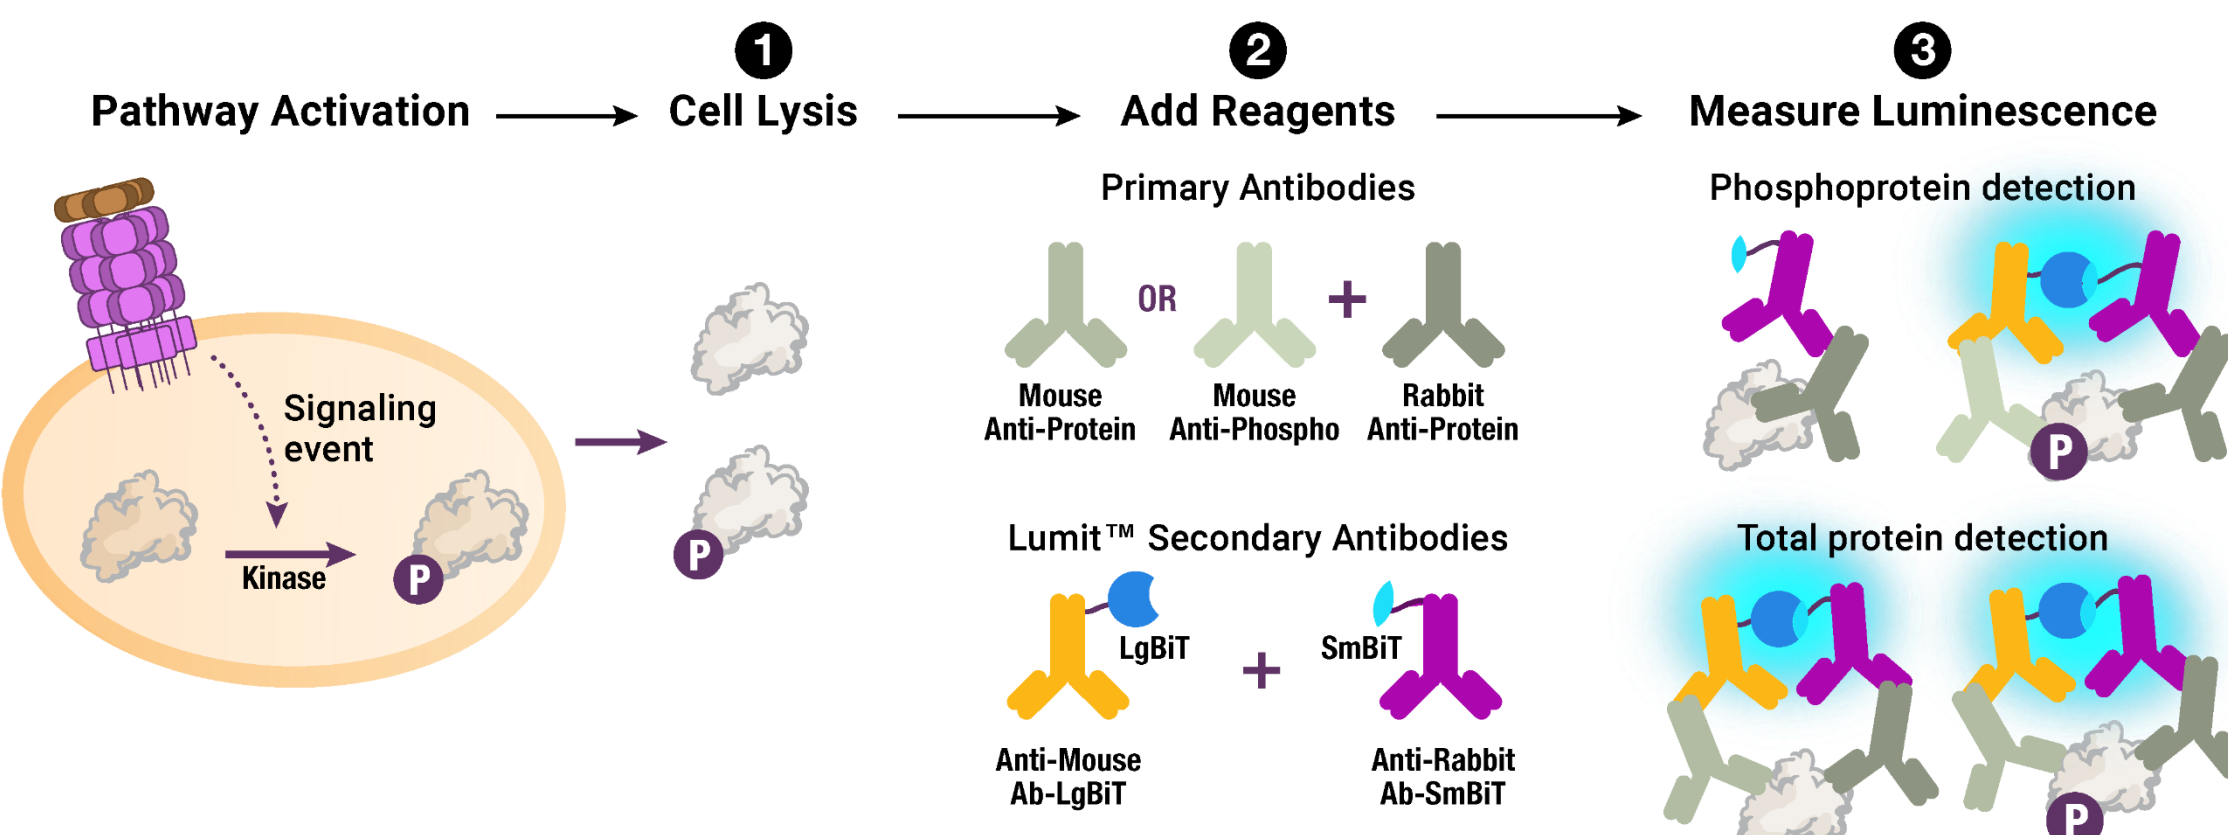 1
2
3
Pathway Activation
Cell Lysis
Add Reagents
Measure Luminescence
Signaling
event
Kinase
P
P
Primary Antibodies
OR
+
Mouse
Anti-Protein
Mouse
Anti-Phospho
Rabbit
Anti-Protein
Lumit™ Secondary Antibodies
LgBiT
+
SmBiT
Anti-Mouse
Ab-LgBiT
Anti-Rabbit
Ab-SmBiT
Phosphoprotein detection
P
Total protein detection
P